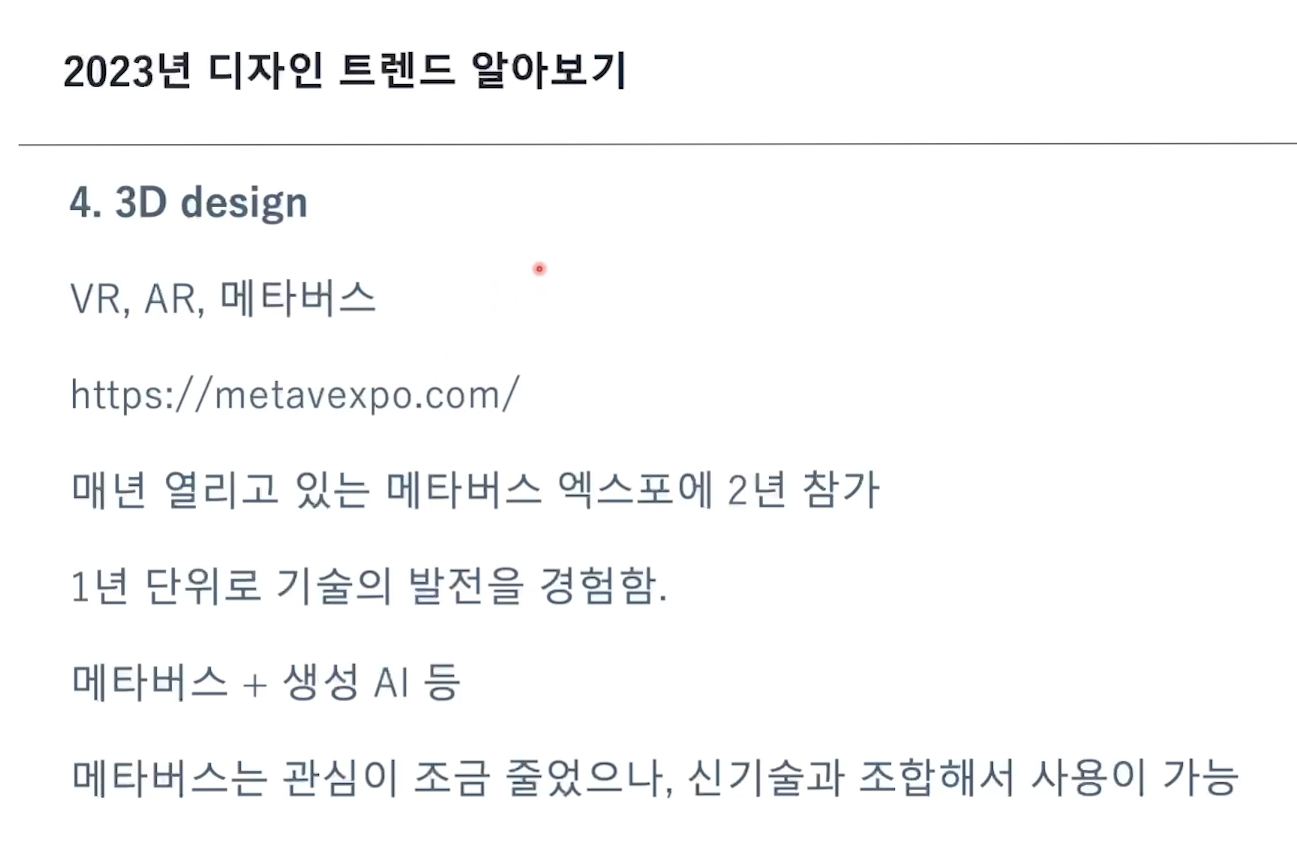 2023년 디자인 트렌드 알아보기
4. 3D design
VR, AR, 메타버스
https://metavexpo.com/
매년 열리고 있는 메타버스 엑스포에 2년 참가
1년 단위로 기술의 발전을 경험함.
메타버스 + 생성 AI 등
메타버스는 관심이 조금 줄었으나, 신기술과 조합해서 사용이 가능